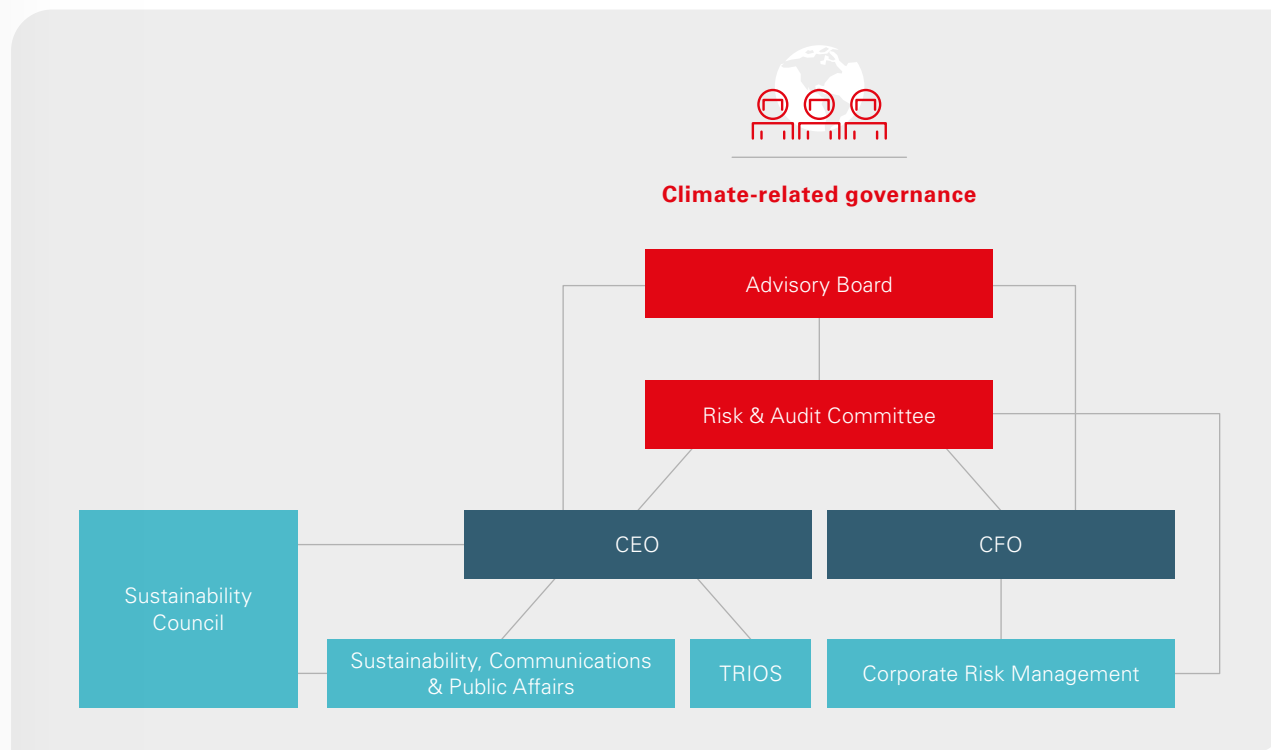 Climate-related governance
Advisory Board
Risk & Audit Committee
CEO
CFO
Sustainability
Council
Sustainability, Communications
& Public Affairs
TRIOS
Corporate Risk Management